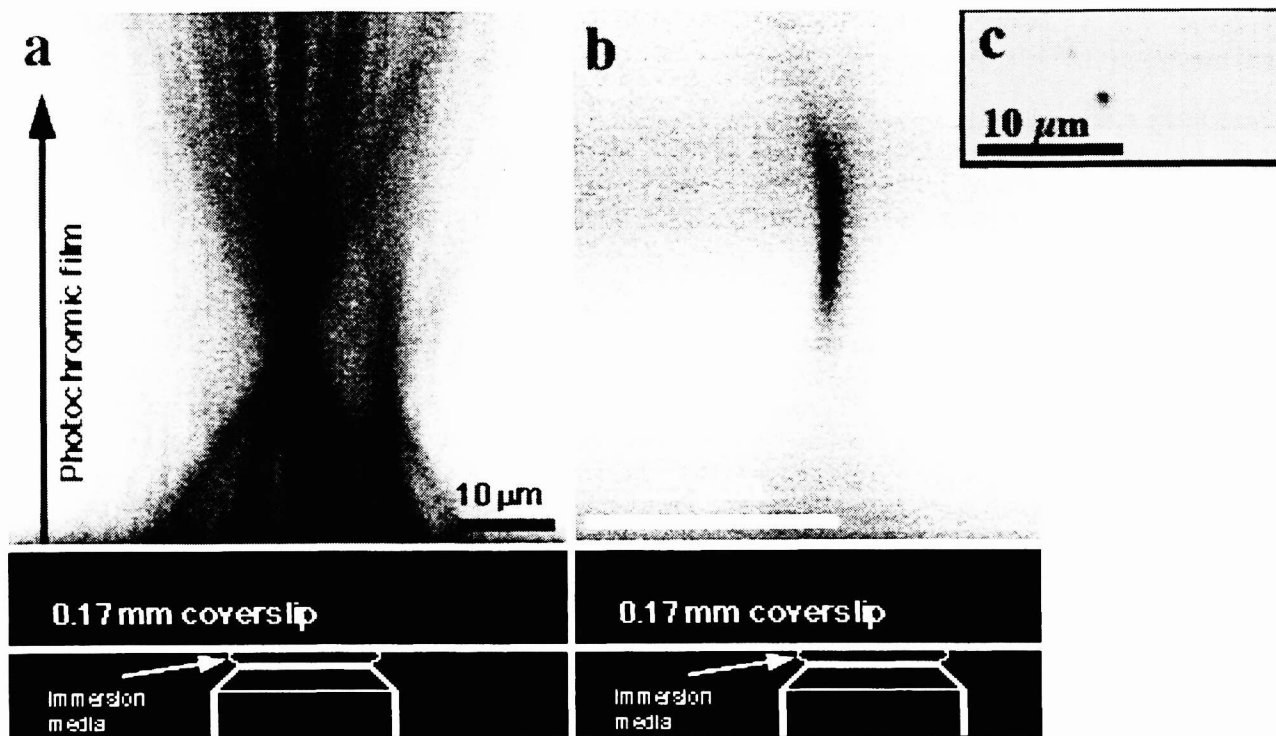 a
b
c
10 μm
Photochromic film
10 μm
0.17 mm coverslip
0.17 mm coverslip
Immersion
media
Immersion
media